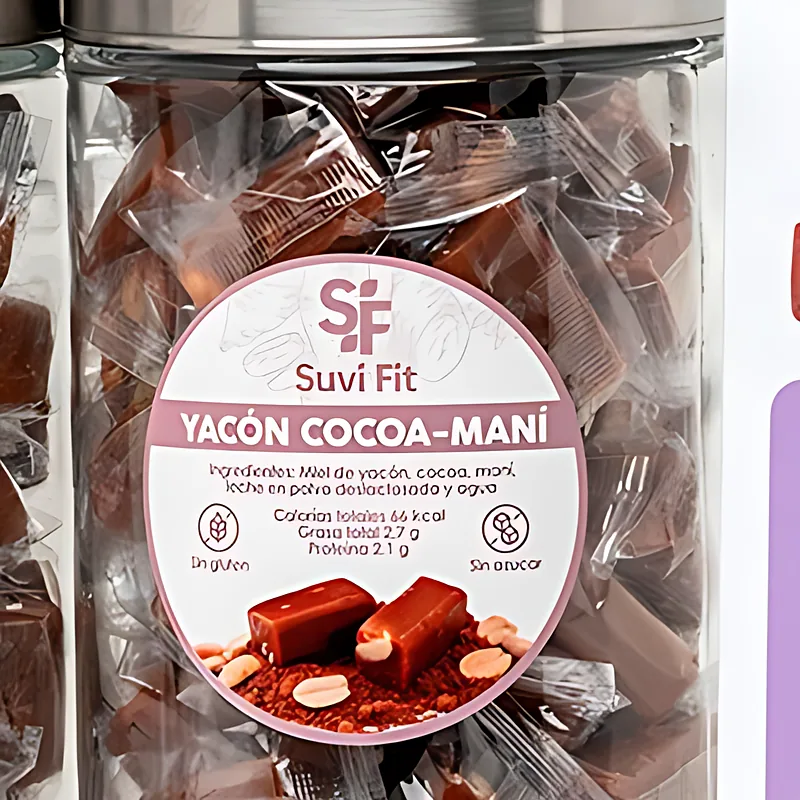 SF
Suvi Fit
YACÓN COCOA-MANÍ
Ingredientes: Miel de yacón, cocoa, maní,
leche en polvo deslactosada y agua
Calorías totales 66 kcal
Grasa total 2.7 g
Proteína 2.1 g
Sin gluten
Sin azúcar